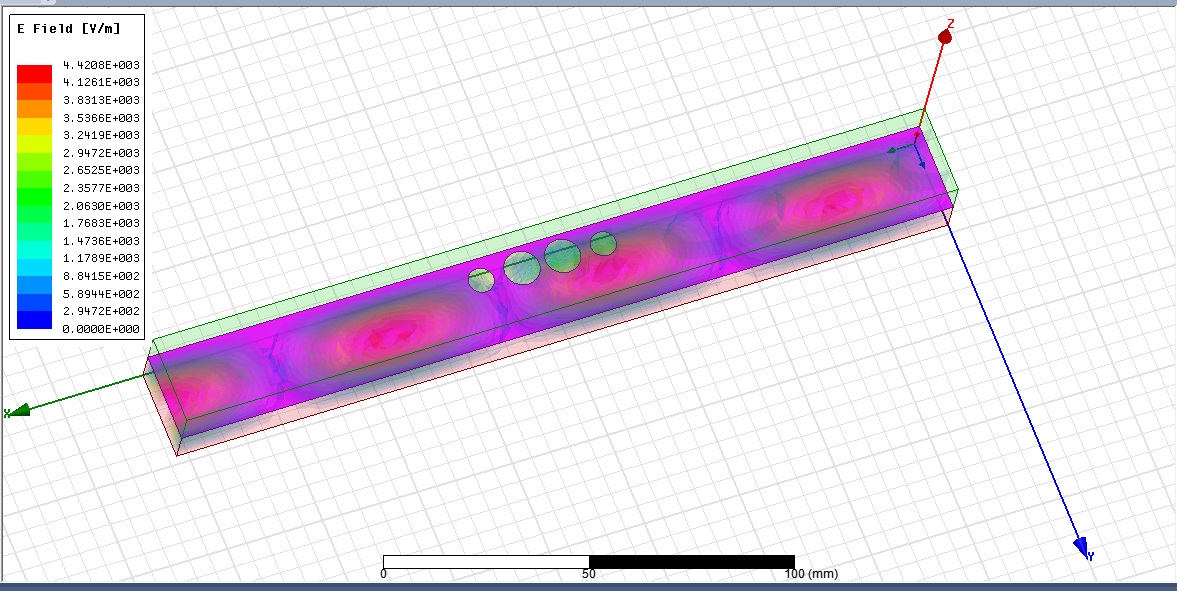 E Field [V/m]
4.4208E+003
4.1261E+003
3.8313E+003
3.5366E+003
3.2419E+003
2.9472E+003
2.6525E+003
2.3577E+003
2.0630E+003
1.7683E+003
1.4736E+003
1.1789E+003
8.8415E+002
5.8944E+002
2.9472E+002
0.0000E+000
Z
X
Y
0 50 100 (mm)